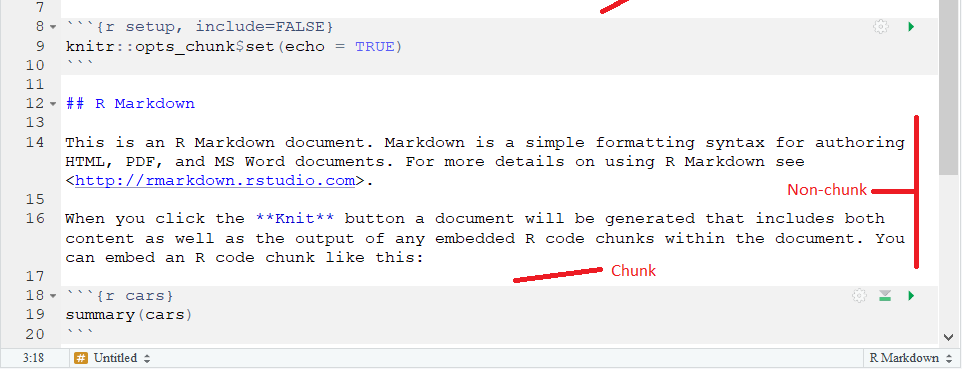 7
8 ```{r setup, include=FALSE}
9 knitr::opts_chunk$set(echo = TRUE)
10 ```
11
12 ## R Markdown
13
14 This is an R Markdown document. Markdown is a simple formatting syntax for authoring
HTML, PDF, and MS Word documents. For more details on using R Markdown see
<http://rmarkdown.rstudio.com>.
Non-chunk
15
16 When you click the **Knit** button a document will be generated that includes both
content as well as the output of any embedded R code chunks within the document. You
can embed an R code chunk like this:
17
Chunk
18 ```{r cars}
19 summary(cars)
20 ```
3:18 # Untitled R Markdown